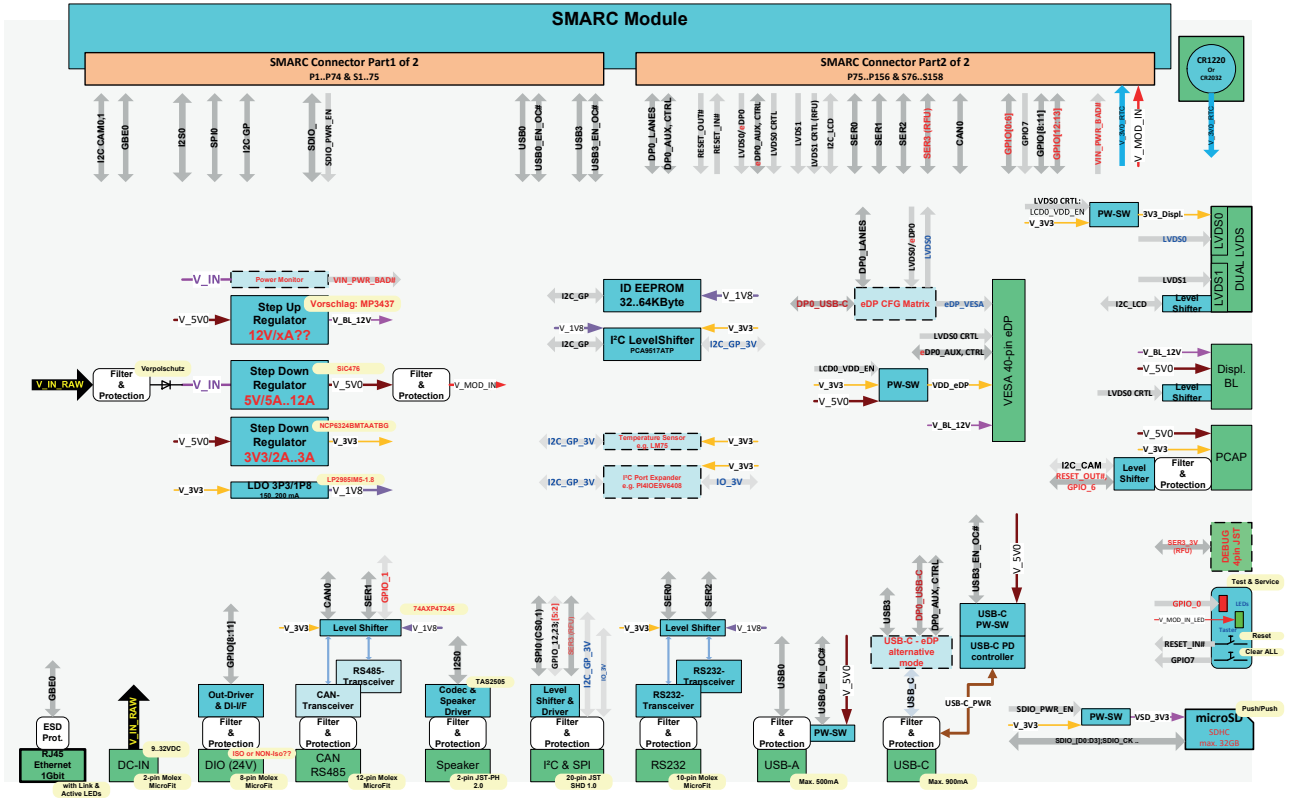 SMARC Module
SMARC Connector Part1 of 2
P1..P74 & S1..75
SMARC Connector Part2 of 2
P75..P156 & S76..S158
CR1220
Or
CR2032
I2C CAM0,1
GBE0
I2S0
SPI0
I2C GP
SDIO_
SDIO_PWR_EN
USB0
USB0_EN_OC#
USB3
USB3_EN_OC#
DP0_LANES
DP0_AUX, CTRL
RESET_OUT#
RESET_IN#
LVDS0/eDP0
eDP0_AUX, CTRL
LVDS0 CRTL
LVDS1
LVDS1 CRTL (RFU)
I2C_LCD
SER0
SER1
SER2
SER3 (RFU)
CAN0
GPIO[0:6]
GPIO7
GPIO[8:11]
GPIO[12:13]
VIN_PWR_BAD#
V_3V0_RTC
V_MOD_IN
V_3V0_RTC
LVDS0 CRTL:
LCD0_VDD_EN
V_3V3
PW-SW
3V3_Displ.
LVDS0
LVDS1
I2C_LCD
Level
Shifter
LVDS0
LVDS1
DUAL LVDS
V_IN
Power Monitor
VIN_PWR_BAD#
Step Up
Regulator
12V/xA??
Vorschlag: MP3437
V_5V0
V_BL_12V
V_IN_RAW
Filter
&
Protection
Verpolschutz
V_IN
Step Down
Regulator
5V/5A..12A
SiC476
V_5V0
Filter
&
Protection
V_MOD_IN
V_5V0
Step Down
Regulator
3V3/2A..3A
NCP6324BMTAATBG
V_3V3
V_3V3
LDO 3P3/1P8
150..200 mA
LP2985IM5-1.8
V_1V8
I2C_GP
ID EEPROM
32..64KByte
V_1V8
V_1V8
I2C_GP
I²C LevelShifter
PCA9517ATP
V_3V3
I2C_GP_3V
I2C_GP_3V
Temperature Sensor
e.g. LM75
V_3V3
I2C_GP_3V
I²C Port Expander
e.g. PI4IOE5V6408
V_3V3
IO_3V
DP0_LANES
LVDS0/eDP0
LVDS0
DP0_USB-C
eDP CFG Matrix
eDP_VESA
LVDS0 CRTL
eDP0_AUX, CTRL
LCD0_VDD_EN
V_3V3
V_5V0
PW-SW
VDD_eDP
V_BL_12V
VESA 40-pin eDP
V_BL_12V
V_5V0
LVDS0 CRTL
Level
Shifter
Displ.
BL
V_5V0
V_3V3
I2C_CAM
RESET_OUT#
GPIO_6
Level
Shifter
Filter
&
Protection
PCAP
SER3_3V
(RFU)
DEBUG
4pin JST
Test & Service
GPIO_0
LEDs
V_MOD_IN_LED
Taster
RESET_IN#
Reset
GPIO7
Clear ALL
Push/Push
SDIO_PWR_EN
V_3V3
PW-SW
VSD_3V3
SDIO_[D0:D3];SDIO_CK ..
microSD
SDHC
max. 32GB
GBE0
ESD
Prot.
RJ45
Ethernet
1Gbit
with Link &
Active LEDs
V_IN_RAW
9..32VDC
DC-IN
2-pin Molex
MicroFit
GPIO[8:11]
Out-Driver
& DI-I/F
Filter
&
Protection
ISO or NON-Iso??
DIO (24V)
8-pin Molex
MicroFit
CAN0
SER1
GPIO_1
74AXP4T245
V_3V3
Level Shifter
V_1V8
RS485-
Transceiver
CAN-
Transceiver
Filter
&
Protection
CAN
RS485
12-pin Molex
MicroFit
I2S0
TAS2505
Codec &
Speaker
Driver
Filter
&
Protection
Speaker
2-pin JST-PH
2.0
SPI0 (CS0,1)
GPIO_12,23;[5:2]
SER3 (RFU)
I2C_GP_3V
IO_3V
Level
Shifter &
Driver
Filter
&
Protection
I²C & SPI
20-pin JST
SHD 1.0
SER0
SER2
V_3V3
Level Shifter
V_1V8
RS232-
Transceiver
RS232-
Transceiver
Filter
&
Protection
RS232
10-pin Molex
MicroFit
USB0
USB0_EN_OC#
V_5V0
Filter
&
Protection
PW-SW
USB-A
Max. 500mA
USB3
DP0_USB-C
DP0_AUX, CTRL
USB3_EN_OC#
V_5V0
USB-C - eDP
alternative
mode
USB-C
PW-SW
USB-C PD
controller
USB_C
USB-C_PWR
Filter
&
Protection
USB-C
Max. 900mA